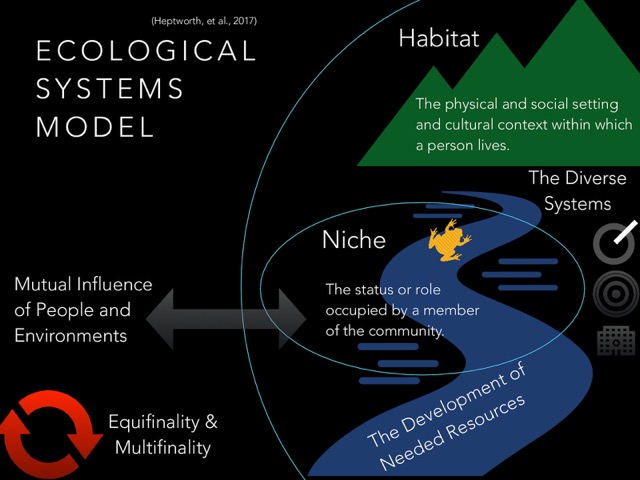 (Heptworth, et al., 2017)
ECOLOGICAL
SYSTEMS
MODEL
Habitat
The physical and social setting
and cultural context within which
a person lives.
The Diverse
Systems
Niche
The status or role
occupied by a member
of the community.
Mutual Influence
of People and
Environments
The Development of
Needed Resources
Equifinality &
Multifinality